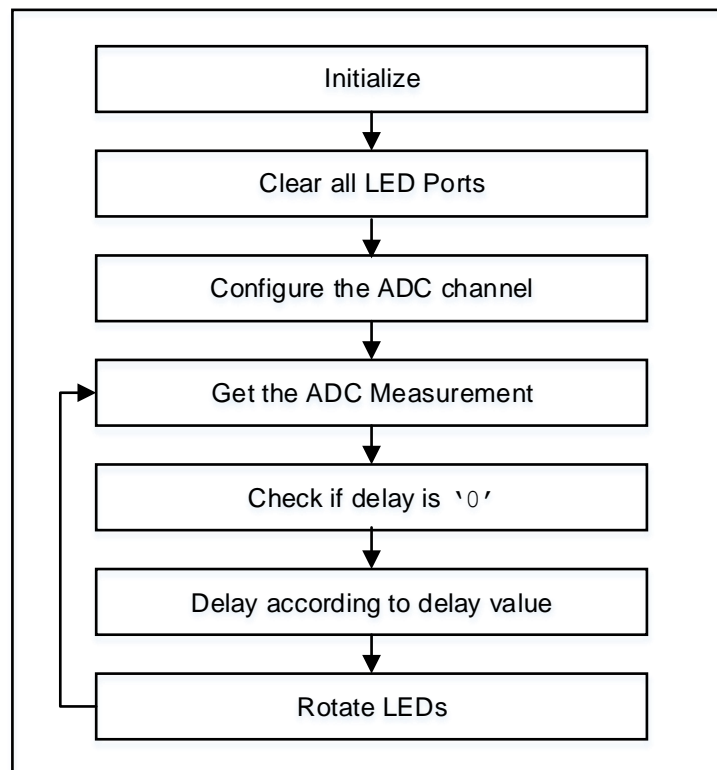 Initialize
Clear all LED Ports
Configure the ADC channel
Get the ADC Measurement
Check if delay is ‘0’
Delay according to delay value
Rotate LEDs